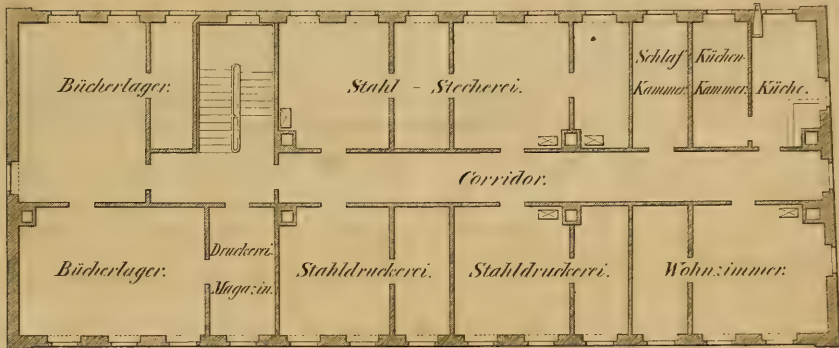 Bücherlager.
Stahl - Stecherei.
Schlaf
Kammer.
Küchen-
Kammer.
Küche.
Corridor.
Bücherlager.
Druckerei
Magazin.
Stahldruckerei.
Stahldruckerei.
Wohnzimmer.